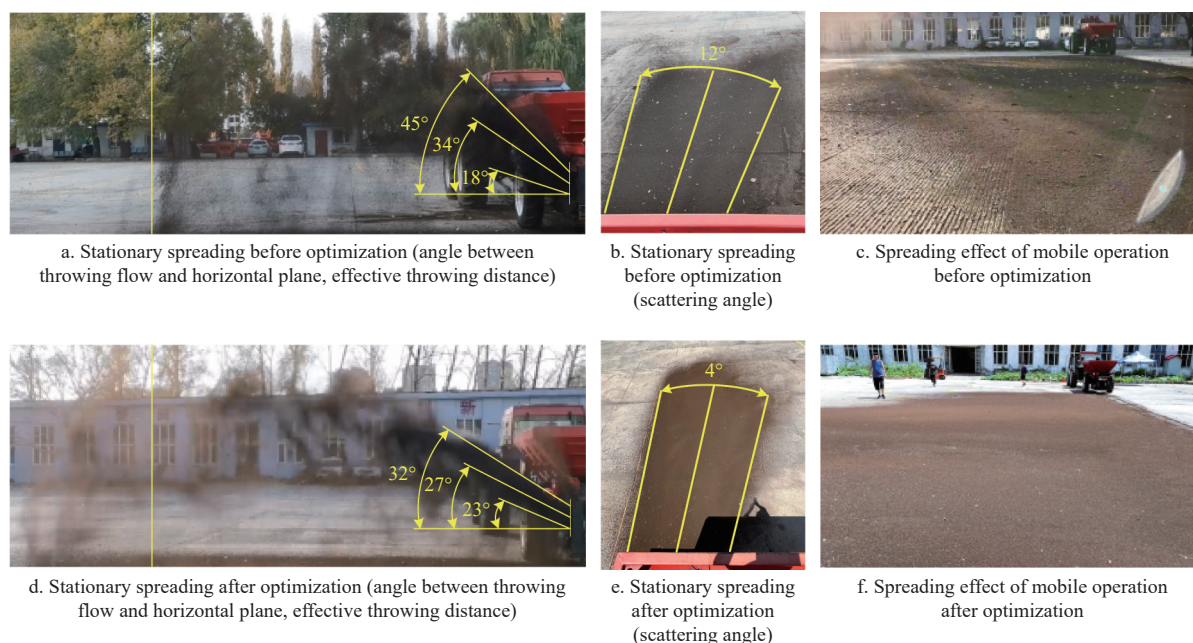 45°
34°
18°
12°
a. Stationary spreading before optimization (angle between
throwing flow and horizontal plane, effective throwing distance)
b. Stationary spreading
before optimization
(scattering angle)
c. Spreading effect of mobile operation
before optimization
新
32°
27°
23°
4°
d. Stationary spreading after optimization (angle between throwing
flow and horizontal plane, effective throwing distance)
e. Stationary spreading
after optimization
(scattering angle)
f. Spreading effect of mobile operation
after optimization